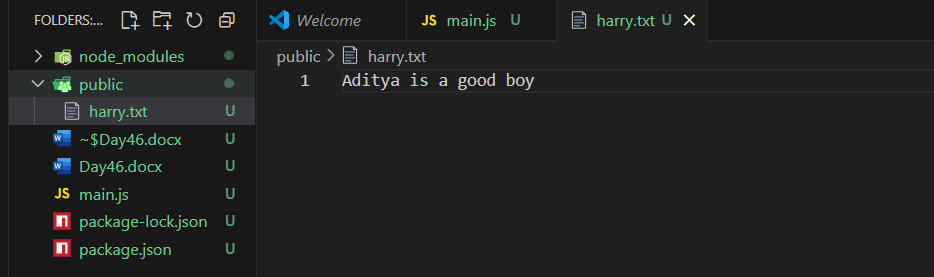 FOLDERS:...
Welcome
JS main.js U
harry.txt U
node_modules
public
harry.txt U
~$Day46.docx U
Day46.docx U
JS main.js U
package-lock.json U
package.json U
public > harry.txt
1 Aditya is a good boy